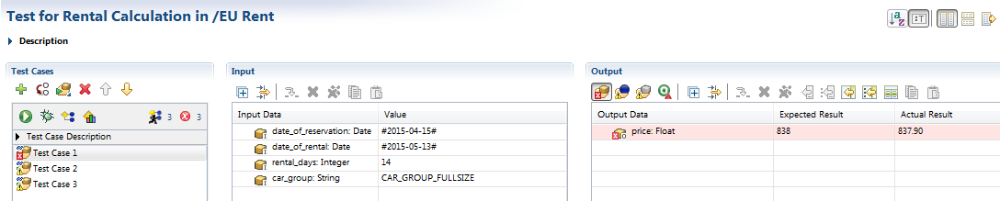 Test for Rental Calculation in /EU Rent
Description
Test Cases
3 3
Test Case Description
Test Case 1
Test Case 2
Test Case 3
Input
Input Data Value
date_of_reservation: Date #2015-04-15#
date_of_rental: Date #2015-05-13#
rental_days: Integer 14
car_group: String CAR_GROUP_FULLSIZE
Output
Output Data Expected Result Actual Result
price: Float 838 837.90